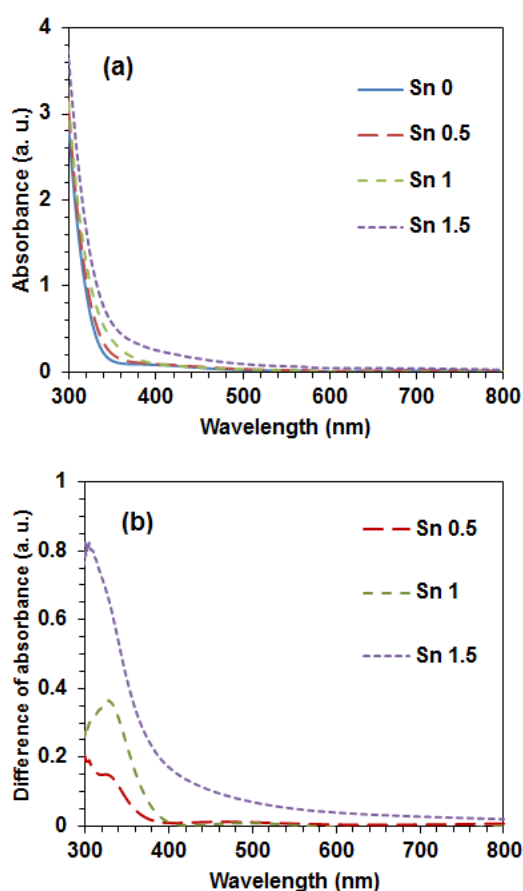 (a)
Absorbance (a. u.)
4
3
2
1
0
Sn 0
Sn 0.5
Sn 1
Sn 1.5
300 400 500 600 700 800
Wavelength (nm)
(b)
Difference of absorbance (a. u.)
1
0.8
0.6
0.4
0.2
0
Sn 0.5
Sn 1
Sn 1.5
300 400 500 600 700 800
Wavelength (nm)